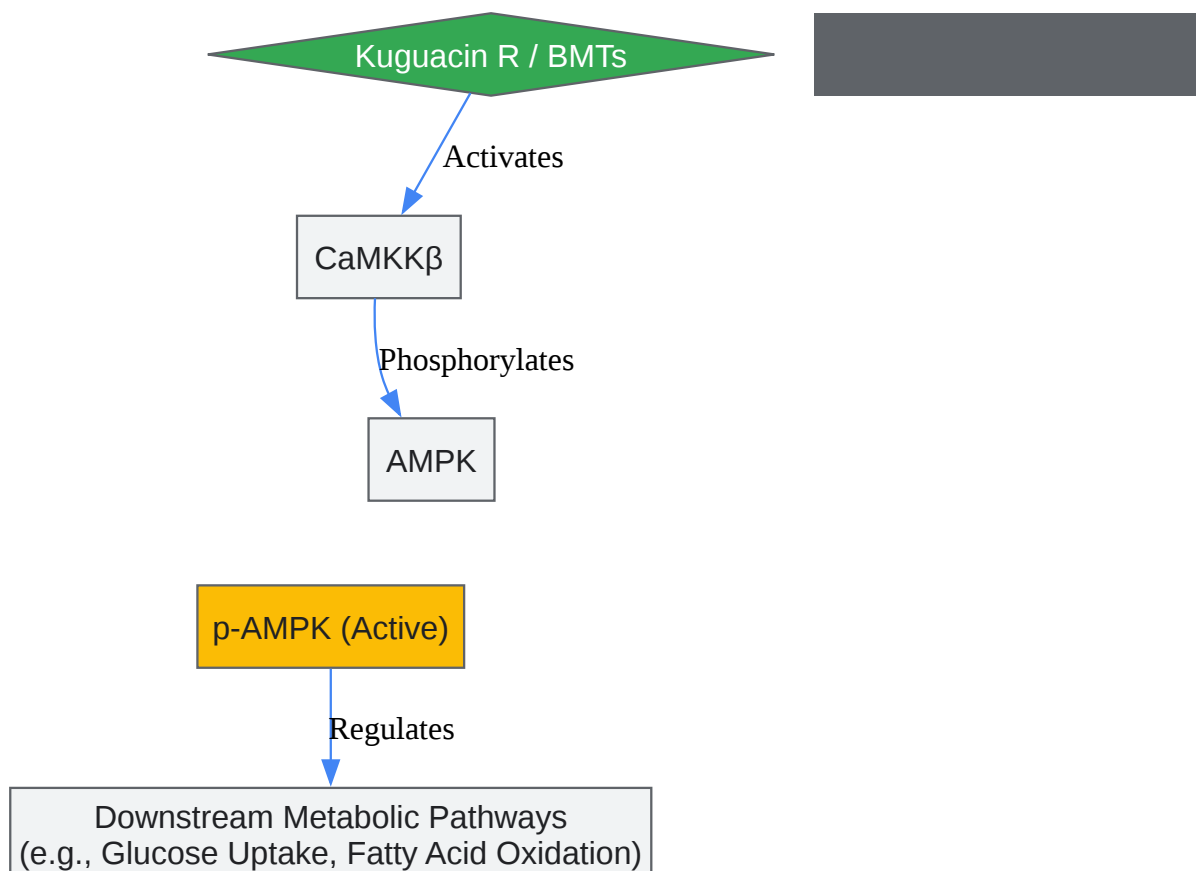 Kuguacin R / BMTs
Activates
CaMKKβ
Phosphorylates
AMPK
p-AMPK (Active)
Regulates
Downstream Metabolic Pathways
(e.g., Glucose Uptake, Fatty Acid Oxidation)